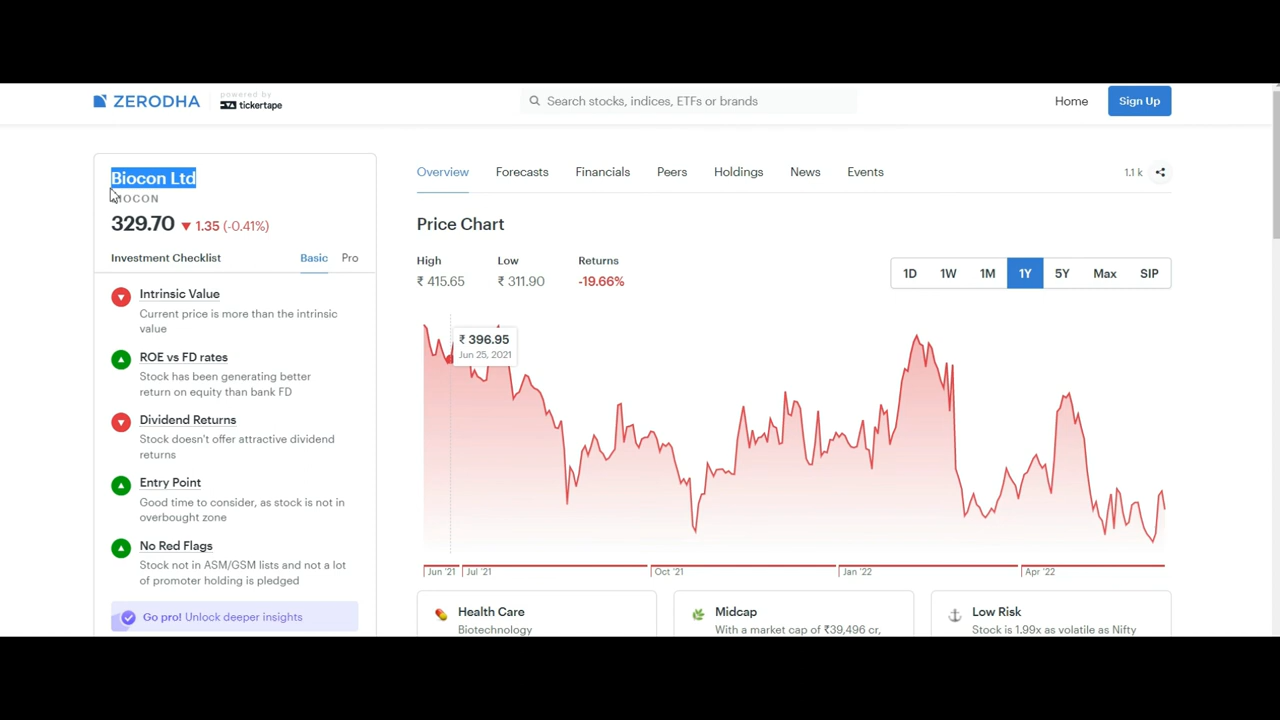 ZERODHA
powered by
tickertape
Search stocks, indices, ETFs or brands
Home
Sign Up
Biocon Ltd
329.70 ▼ 1.35 (-0.41%)
Investment Checklist
Basic
Pro
Intrinsic Value
Current price is more than the intrinsic
value
ROE vs FD rates
Stock has been generating better
return on equity than bank FD
Dividend Returns
Stock doesn't offer attractive dividend
returns
Entry Point
Good time to consider, as stock is not in
overbought zone
No Red Flags
Stock not in ASM/GSM lists and not a lot
of promoter holding is pledged
Go pro! Unlock deeper insights
Overview
Forecasts
Financials
Peers
Holdings
News
Events
1.1 k
Price Chart
High
Low
Returns
₹ 415.65
₹ 311.90
-19.66%
1D
1W
1M
1Y
5Y
Max
SIP
₹ 396.95
Jun 25, 2021
Jun '21
Jul '21
Oct '21
Jan '22
Apr '22
Health Care
Biotechnology
Midcap
With a market cap of ₹39,496 cr,
Low Risk
Stock is 1.99x as volatile as Nifty